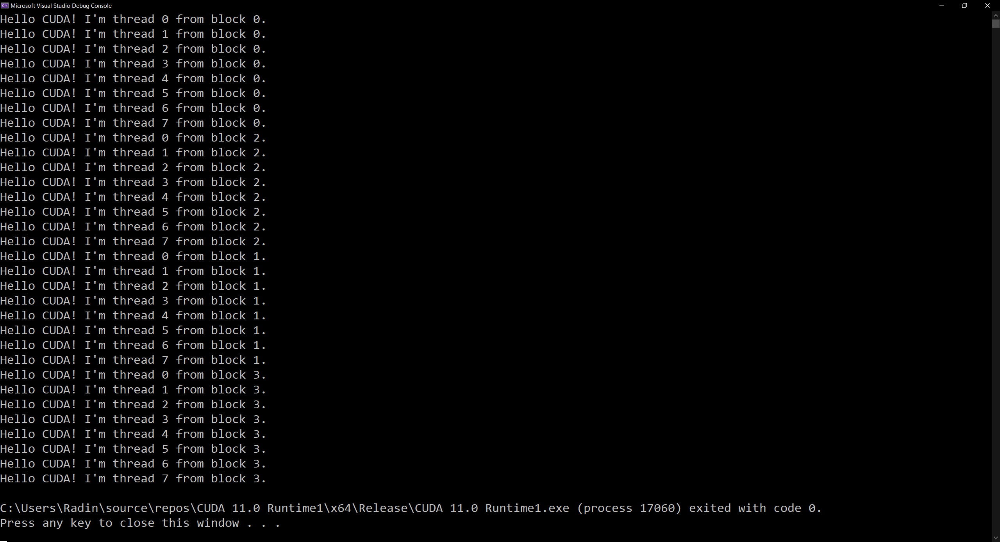 Microsoft Visual Studio Debug Console
Hello CUDA! I'm thread 0 from block 0.
Hello CUDA! I'm thread 1 from block 0.
Hello CUDA! I'm thread 2 from block 0.
Hello CUDA! I'm thread 3 from block 0.
Hello CUDA! I'm thread 4 from block 0.
Hello CUDA! I'm thread 5 from block 0.
Hello CUDA! I'm thread 6 from block 0.
Hello CUDA! I'm thread 7 from block 0.
Hello CUDA! I'm thread 0 from block 2.
Hello CUDA! I'm thread 1 from block 2.
Hello CUDA! I'm thread 2 from block 2.
Hello CUDA! I'm thread 3 from block 2.
Hello CUDA! I'm thread 4 from block 2.
Hello CUDA! I'm thread 5 from block 2.
Hello CUDA! I'm thread 6 from block 2.
Hello CUDA! I'm thread 7 from block 2.
Hello CUDA! I'm thread 0 from block 1.
Hello CUDA! I'm thread 1 from block 1.
Hello CUDA! I'm thread 2 from block 1.
Hello CUDA! I'm thread 3 from block 1.
Hello CUDA! I'm thread 4 from block 1.
Hello CUDA! I'm thread 5 from block 1.
Hello CUDA! I'm thread 6 from block 1.
Hello CUDA! I'm thread 7 from block 1.
Hello CUDA! I'm thread 0 from block 3.
Hello CUDA! I'm thread 1 from block 3.
Hello CUDA! I'm thread 2 from block 3.
Hello CUDA! I'm thread 3 from block 3.
Hello CUDA! I'm thread 4 from block 3.
Hello CUDA! I'm thread 5 from block 3.
Hello CUDA! I'm thread 6 from block 3.
Hello CUDA! I'm thread 7 from block 3.
C:\Users\Radin\source\repos\CUDA 11.0 Runtime1\x64\Release\CUDA 11.0 Runtime1.exe (process 17060) exited with code 0.
Press any key to close this window . . .